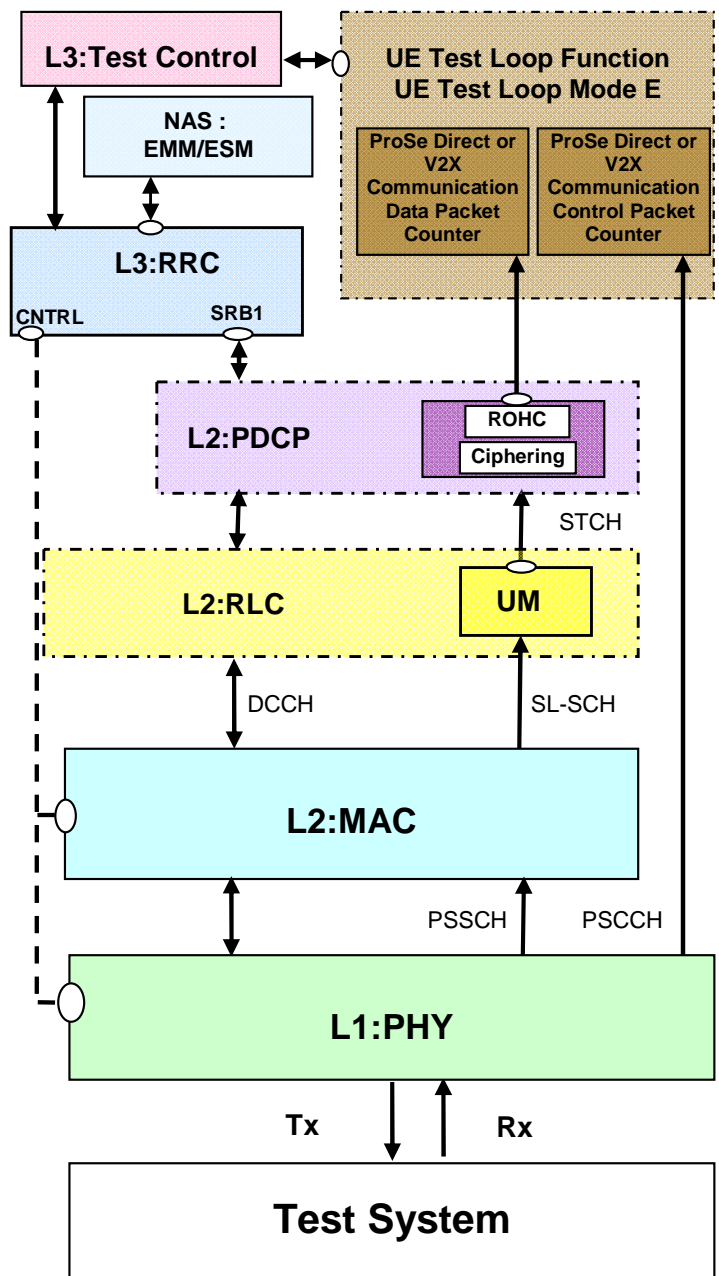 L3:Test Control
UE Test Loop Function
UE Test Loop Mode E
NAS :
EMM/ESM
ProSe Direct or
V2X
Communication
Data Packet
Counter
ProSe Direct or
V2X
Communication
Control Packet
Counter
L3:RRC
CNTRL
SRB1
L2:PDCP
ROHC
Ciphering
STCH
L2:RLC
UM
DCCH
SL-SCH
L2:MAC
PSSCH
PSCCH
L1:PHY
Tx
Rx
Test System